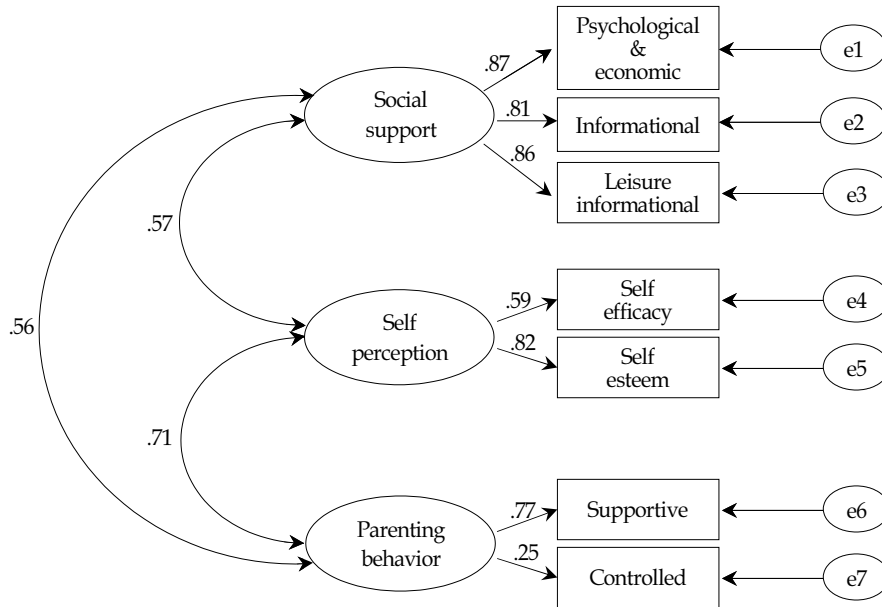 Psychological
&
economic
e1
.87
Social
support
.81
Informational
e2
.86
Leisure
informational
e3
.57
.56
Self
perception
.59
Self
efficacy
e4
.82
Self
esteem
e5
.71
Parenting
behavior
.77
Supportive
e6
.25
Controlled
e7